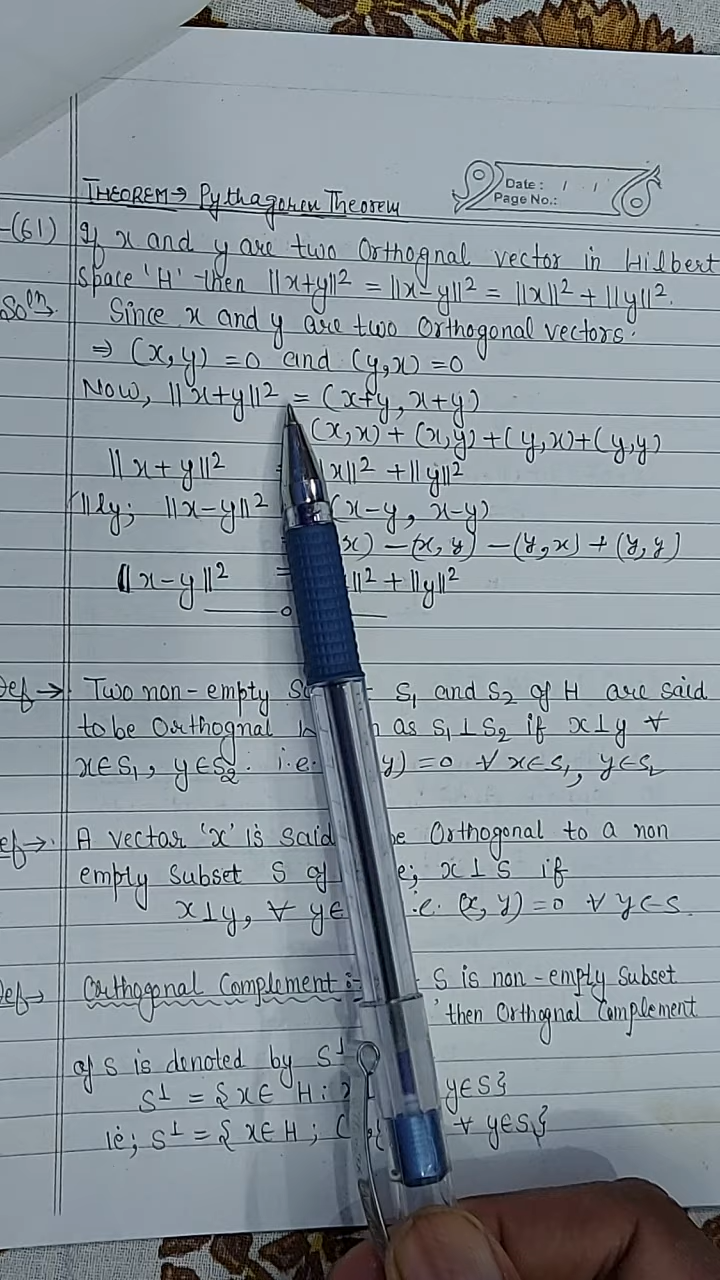 THEOREM→ Pythagorean Theorem
Date : / /
Page No.:
-(61) If x and y are two Orthognal vector in Hilbert
Space 'H' then ||x+y||² = ||x-y||² = ||x||² + ||y||².
Solⁿ. Since x and y are two Orthogonal vectors.
⇒ (x, y) = 0 and (y,x) = 0
Now, ||x+y||² = (x+y, x+y)
(x,x) + (x,y) + (y,x) + (y,y)
||x+y||² = |x||² + ||y||²
||ly; ||x-y||² (x-y, x-y)
x) - (x, y) - (y,x) + (y,y)
||x-y||² = ||² + ||y||²
Def → Two non-empty S₁ and S₂ of H are said
to be Orthognal as S₁⊥S₂ if x⊥y ∀
x∈S₁, y∈S₂. i.e. y) = 0 ∀ x∈S₁, y∈S₂
ef →. A vector 'x' is said be Orthogonal to a non
empty Subset S of e; x⊥S if
x⊥y, ∀ y∈ i.e. (x, y) = 0 ∀ y∈S.
Def → Orthogonal Complement :- S is non-empty Subset
' then Orthognal Complement
of S is denoted by S⊥
S⊥ = { x∈ H : y∈S}
ie; S⊥ = { x∈H ; ( ∀ y∈S}